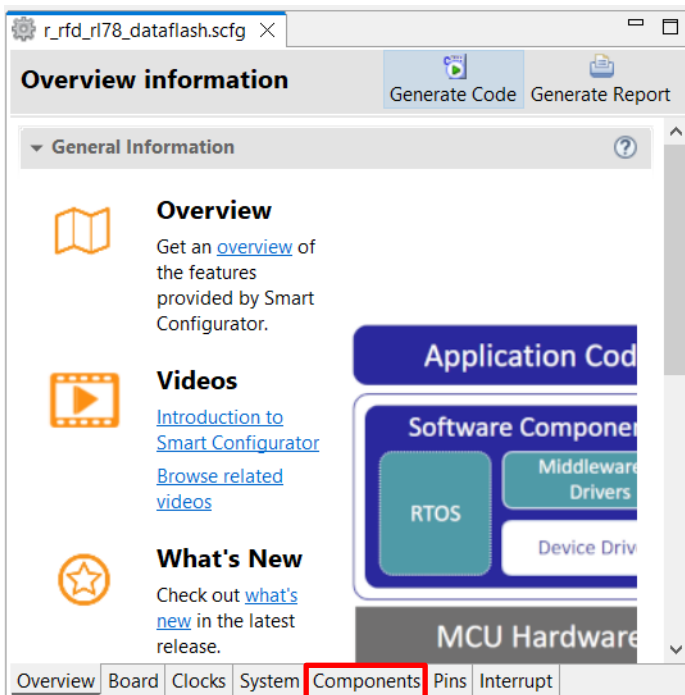 r_rfd_rl78_dataflash.scfg
Overview information
Generate Code
Generate Report
General Information
Overview
Get an overview of
the features
provided by Smart
Configurator.
Videos
Introduction to
Smart Configurator
Browse related
videos
What's New
Check out what's
new in the latest
release.
Application Cod
Software Componen
RTOS
Middleware
Drivers
Device Driv
MCU Hardware
Overview Board Clocks System Components Pins Interrupt